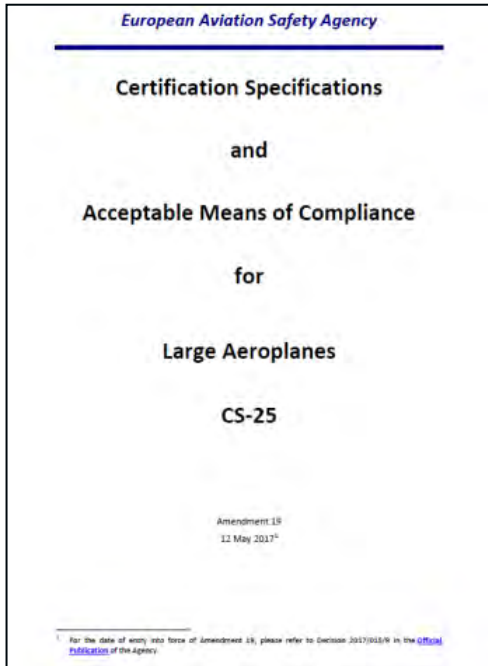 European Aviation Safety Agency
Certification Specifications
and
Acceptable Means of Compliance
for
Large Aeroplanes
CS-25
Amendment 19
12 May 2017¹
¹ For the date of entry into force of Amendment 19, please refer to Decision 2017/015/R in the Official
Publication of the Agency.